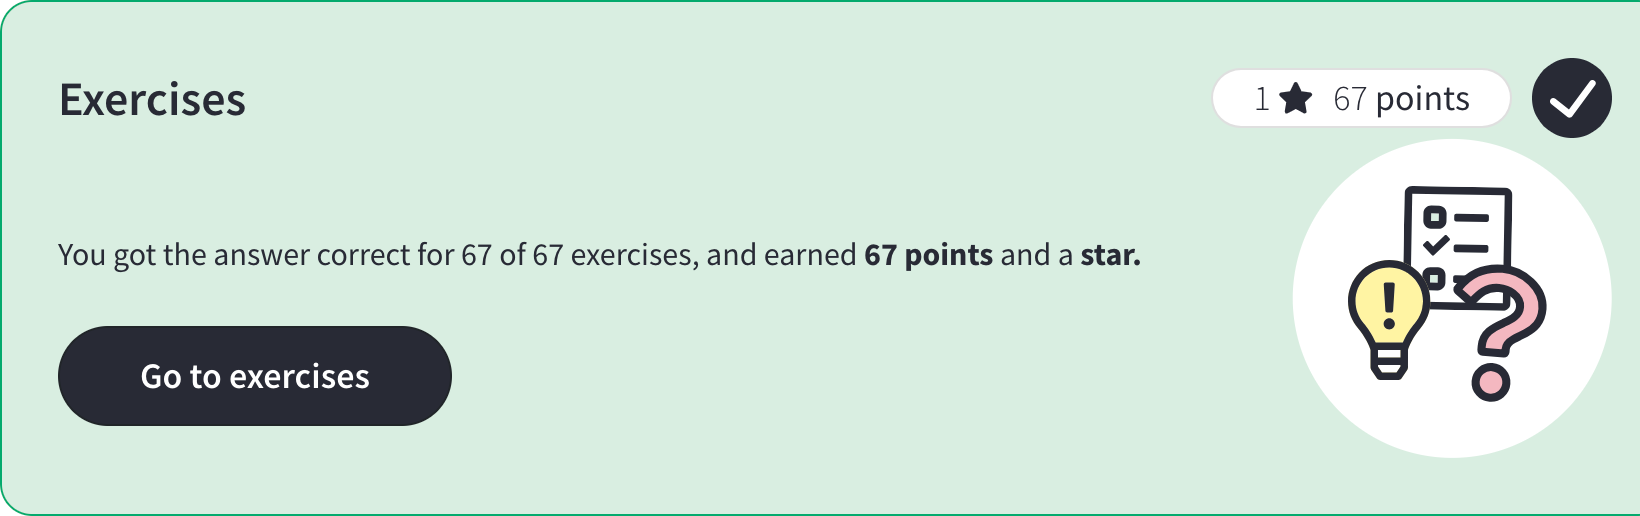 Exercises
1 ★ 67 points
You got the answer correct for 67 of 67 exercises, and earned 67 points and a star.
Go to exercises